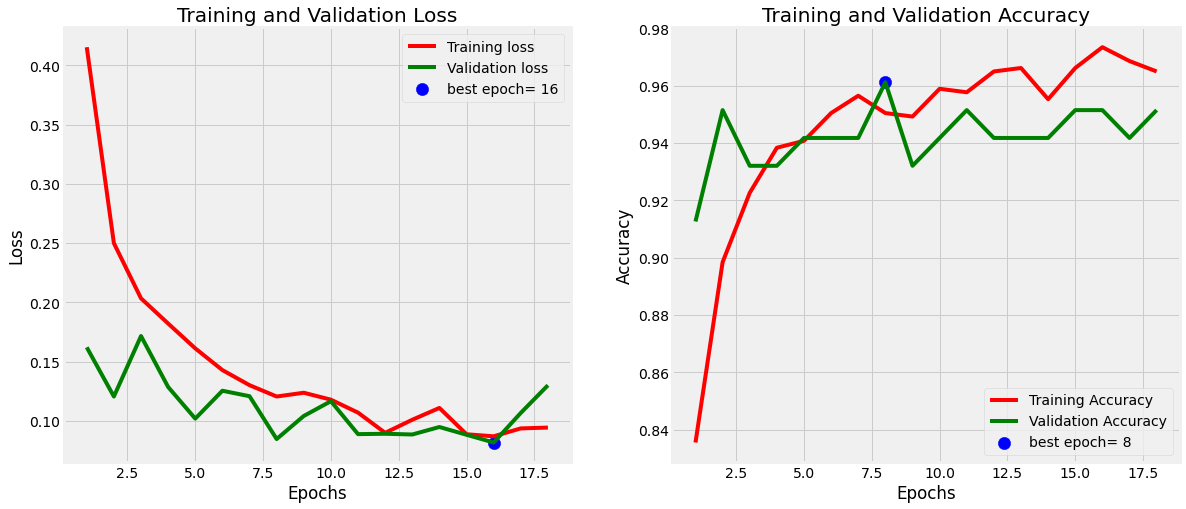 Training and Validation Loss
Training loss
Validation loss
best epoch= 16
0.40
0.35
0.30
0.25
0.20
0.15
0.10
Loss
2.5 5.0 7.5 10.0 12.5 15.0 17.5
Epochs
Training and Validation Accuracy
0.98
0.96
0.94
0.92
0.90
0.88
0.86
0.84
Accuracy
Training Accuracy
Validation Accuracy
best epoch= 8
2.5 5.0 7.5 10.0 12.5 15.0 17.5
Epochs